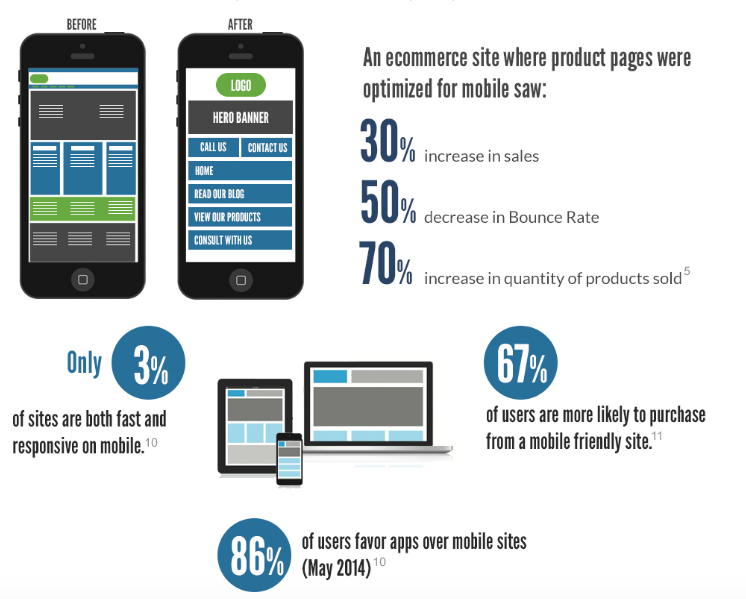 BEFORE
AFTER
LOGO
HERO BANNER
CALL US
CONTACT US
HOME
READ OUR BLOG
VIEW OUR PRODUCTS
CONSULT WITH US
An ecommerce site where product pages were
optimized for mobile saw:
30% increase in sales
50% decrease in Bounce Rate
70% increase in quantity of products sold 5
Only 3%
of sites are both fast and
responsive on mobile. 10
67%
of users are more likely to purchase
from a mobile friendly site. 11
86%
of users favor apps over mobile sites
(May 2014) 10